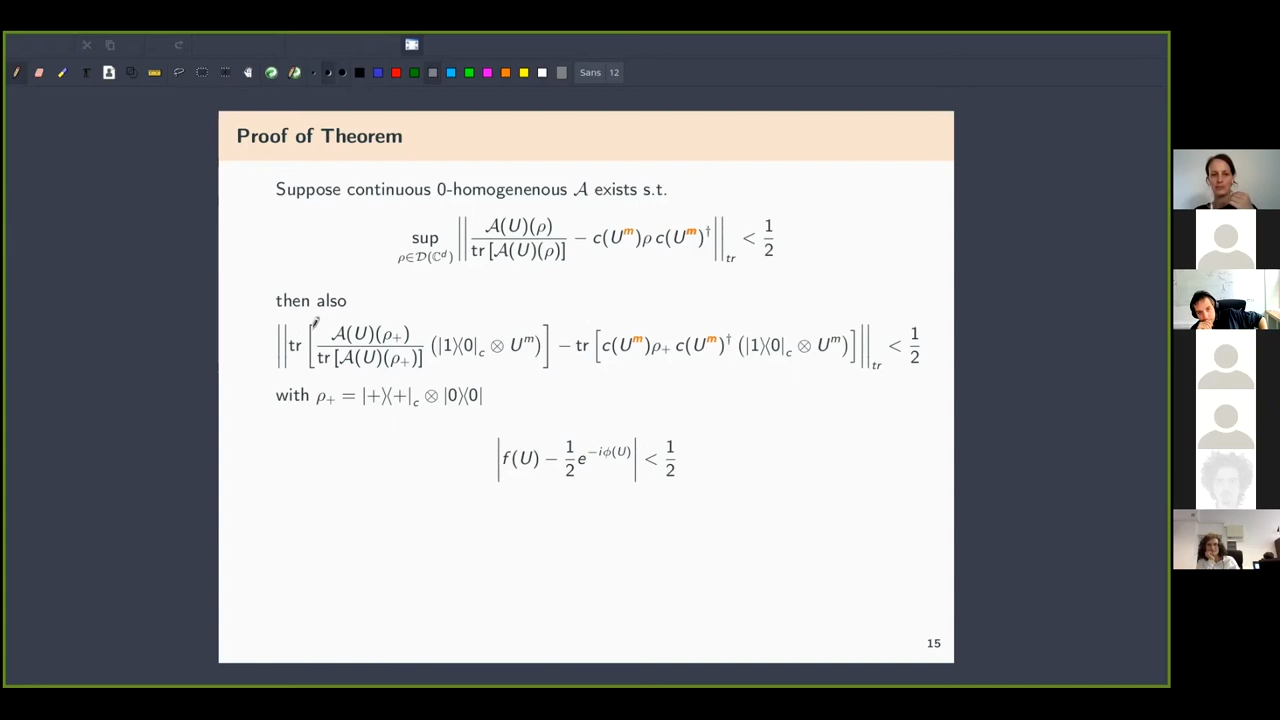 Sans 12
Proof of Theorem
Suppose continuous 0-homogenenous 𝒜 exists s.t.
sup_{ρ∈𝒟(ℂ^d)} || 𝒜(U)(ρ) / tr [𝒜(U)(ρ)] − c(U^m)ρ c(U^m)^† ||_tr < 1/2
then also
|| tr [ 𝒜(U)(ρ_+) / tr [𝒜(U)(ρ_+)] (|1⟩⟨0|_c ⊗ U^m) ] − tr [ c(U^m)ρ_+ c(U^m)^† (|1⟩⟨0|_c ⊗ U^m) ] ||_tr < 1/2
with ρ_+ = |+⟩⟨+|_c ⊗ |0⟩⟨0|
| f(U) − 1/2 e^{−iϕ(U)} | < 1/2
15